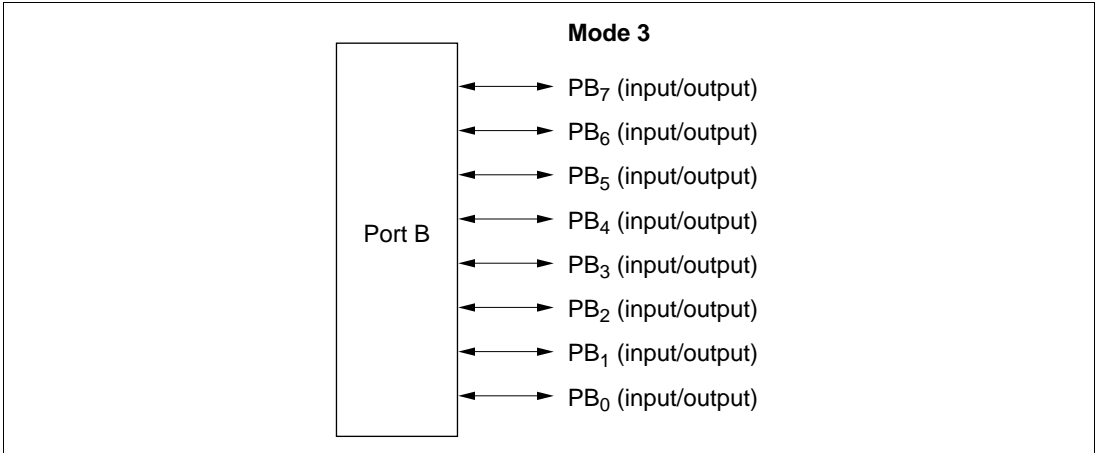 Mode 3
PB₇ (input/output)
PB₆ (input/output)
PB₅ (input/output)
PB₄ (input/output)
Port B
PB₃ (input/output)
PB₂ (input/output)
PB₁ (input/output)
PB₀ (input/output)